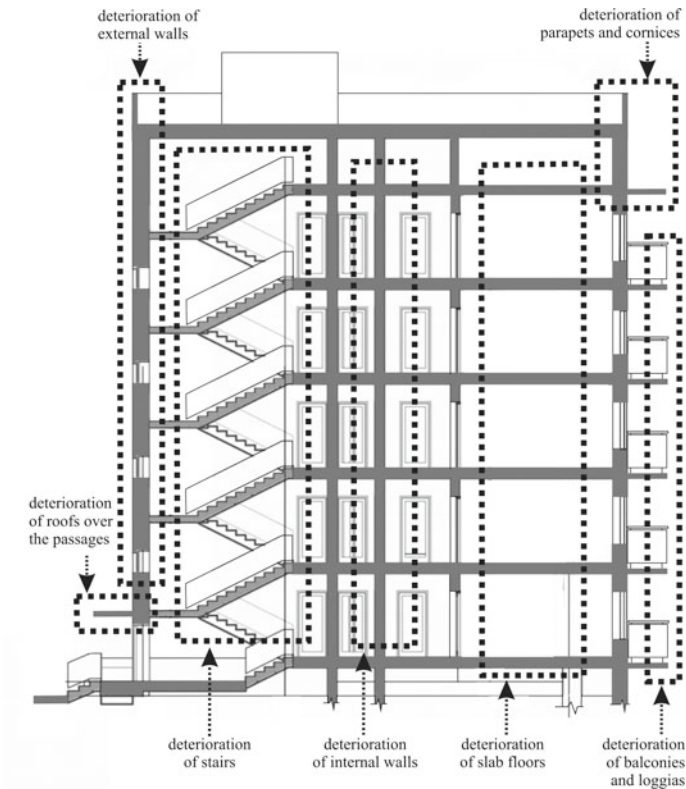 deterioration of
external walls
deterioration of
parapets and cornices
deterioration
of roofs over
the passages
deterioration
of stairs
deterioration
of internal walls
deterioration
of slab floors
deterioration
of balconies
and loggias